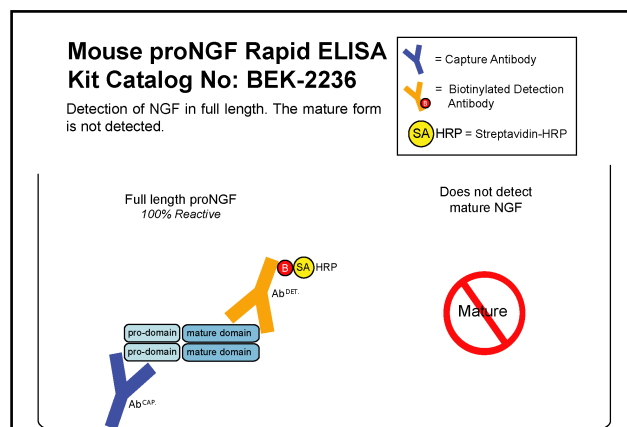 Mouse proNGF Rapid ELISA
Kit Catalog No: BEK-2236
Detection of NGF in full length. The mature form
is not detected.
= Capture Antibody
= Biotinylated Detection
Antibody
B
SA HRP = Streptavidin-HRP
Full length proNGF
100% Reactive
Does not detect
mature NGF
B SA HRP
Ab DET.
Mature
pro-domain mature domain
pro-domain mature domain
Ab CAP.